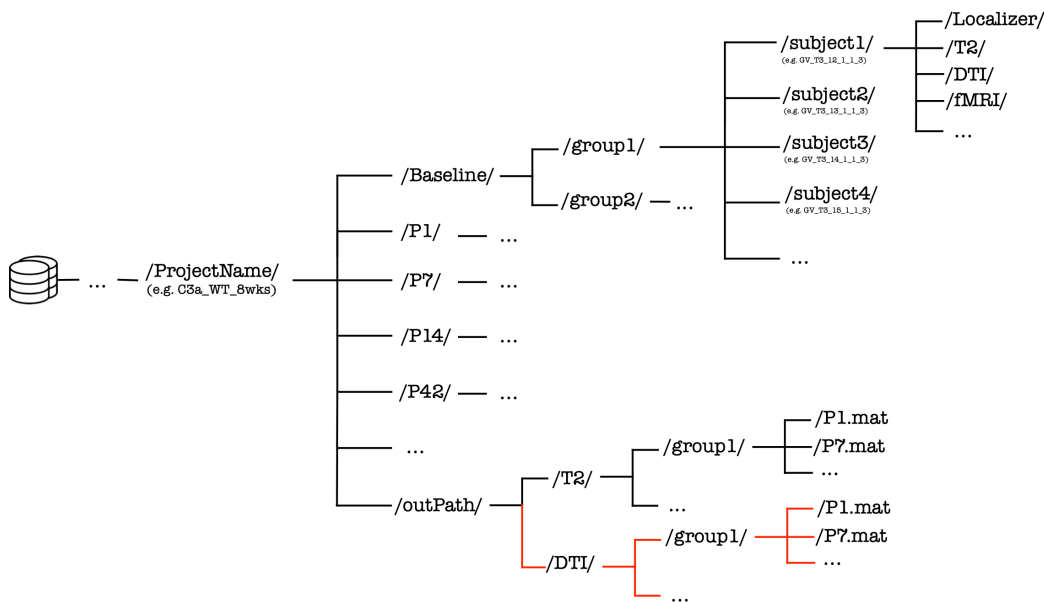 /Localizer/
/subject1/
(e.g. GV_T3_12_1_1_3)
/T2/
/DTI/
/subject2/
(e.g. GV_T3_13_1_1_3)
/fMRI/
...
/group1/
/subject3/
(e.g. GV_T3_14_1_1_3)
/Baseline/
/group2/
...
/subject4/
(e.g. GV_T3_15_1_1_3)
/P1/
...
...
...
/ProjectName/
(e.g. C3a_WT_8wks)
/P7/
...
/P14/
...
/P42/
...
...
/outPath/
/T2/
/group1/
/P1.mat
/P7.mat
...
...
/DTI/
/group1/
/P1.mat
/P7.mat
...
...